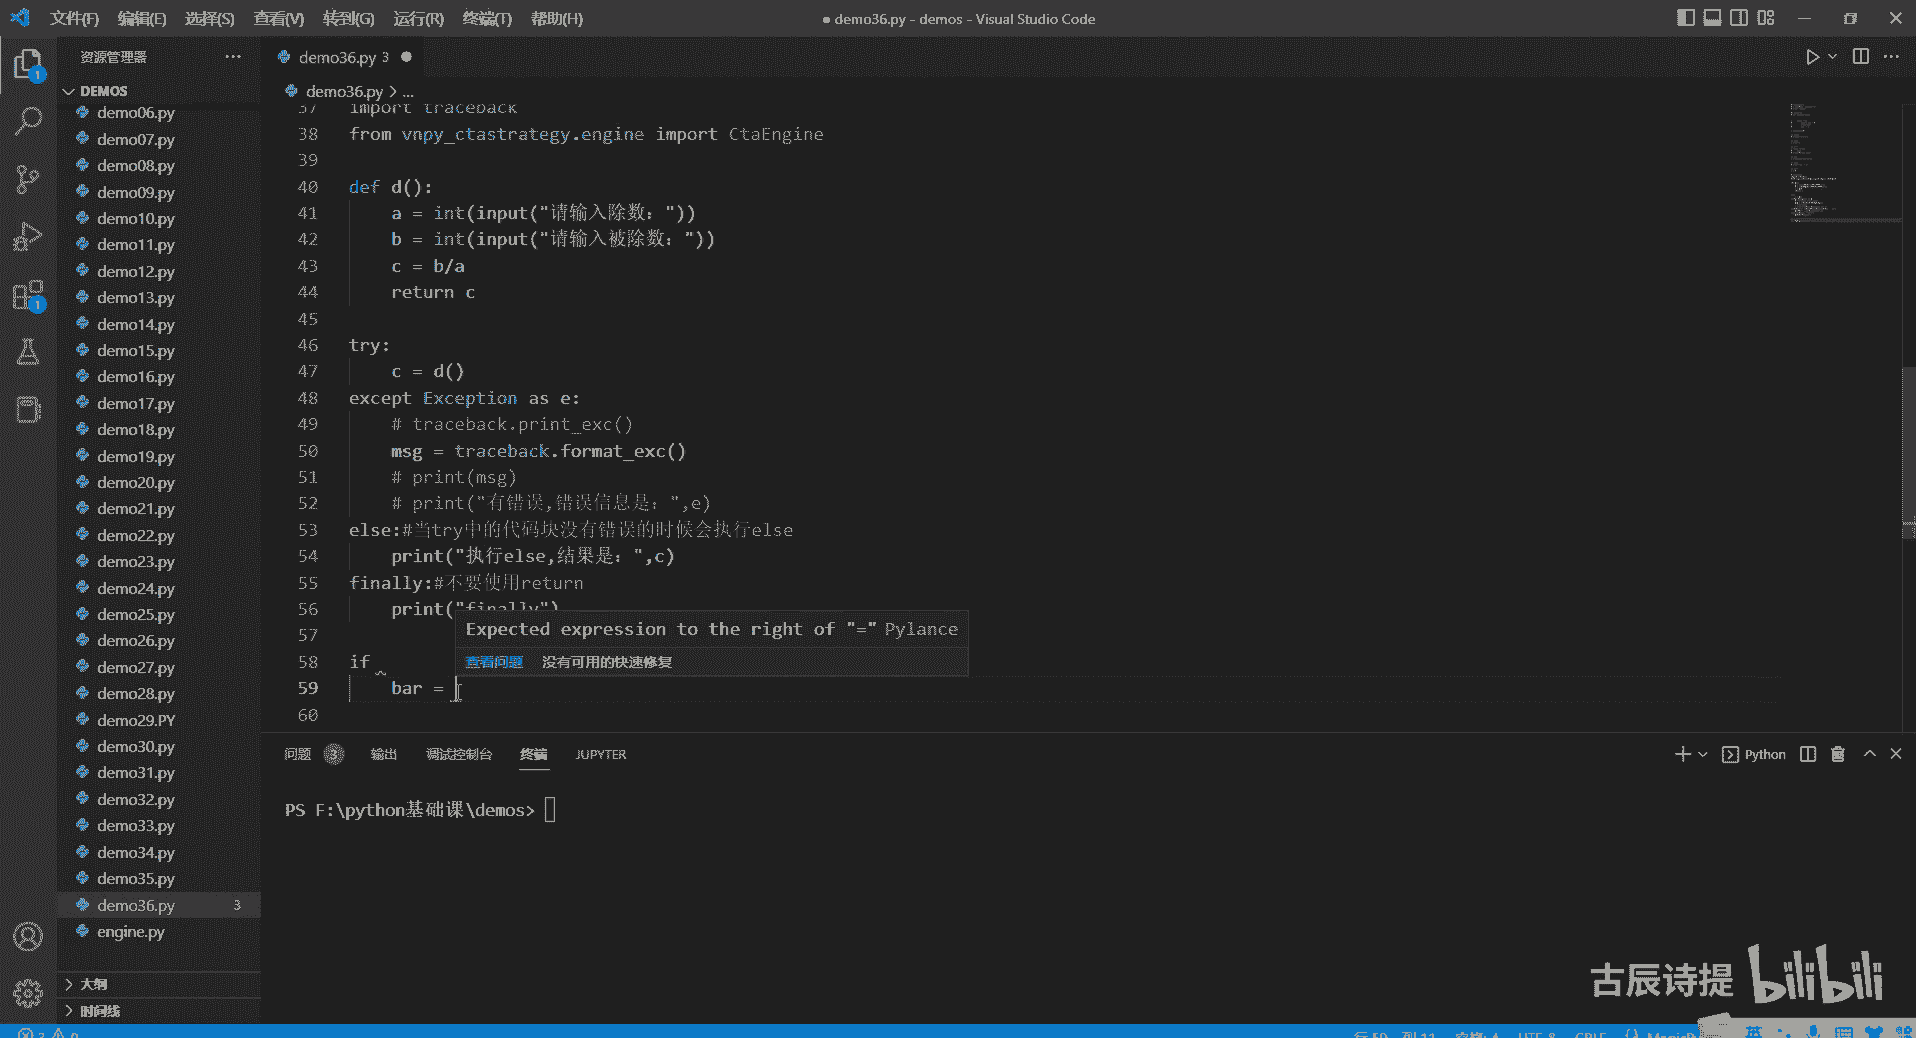 文件(F) 编辑(E) 选择(S) 查看(V) 转到(G) 运行(R) 终端(T) 帮助(H)
● demo36.py - demos - Visual Studio Code
资源管理器
DEMOS
demo06.py
demo07.py
demo08.py
demo09.py
demo10.py
demo11.py
demo12.py
demo13.py
demo14.py
demo15.py
demo16.py
demo17.py
demo18.py
demo19.py
demo20.py
demo21.py
demo22.py
demo23.py
demo24.py
demo25.py
demo26.py
demo27.py
demo28.py
demo29.PY
demo30.py
demo31.py
demo32.py
demo33.py
demo34.py
demo35.py
demo36.py 3
engine.py
大纲
时间线
1
1
demo36.py 3 ●
demo36.py > ...
37 import traceback
38 from vnpy_ctastrategy.engine import CtaEngine
39
40 def d():
41 a = int(input("请输入除数："))
42 b = int(input("请输入被除数："))
43 c = b/a
44 return c
45
46 try:
47 c = d()
48 except Exception as e:
49 # traceback.print_exc()
50 msg = traceback.format_exc()
51 # print(msg)
52 # print("有错误,错误信息是：",e)
53 else:#当try中的代码块没有错误的时候会执行else
54 print("执行else,结果是：",c)
55 finally:#不要使用return
56 print("finally")
57
58 if
59 bar =
60
Expected expression to the right of "=" Pylance
查看问题 没有可用的快速修复
问题 3 输出 调试控制台 终端 JUPYTER
Python
PS F:\python基础课\demos>
古辰诗提 bilibili
英